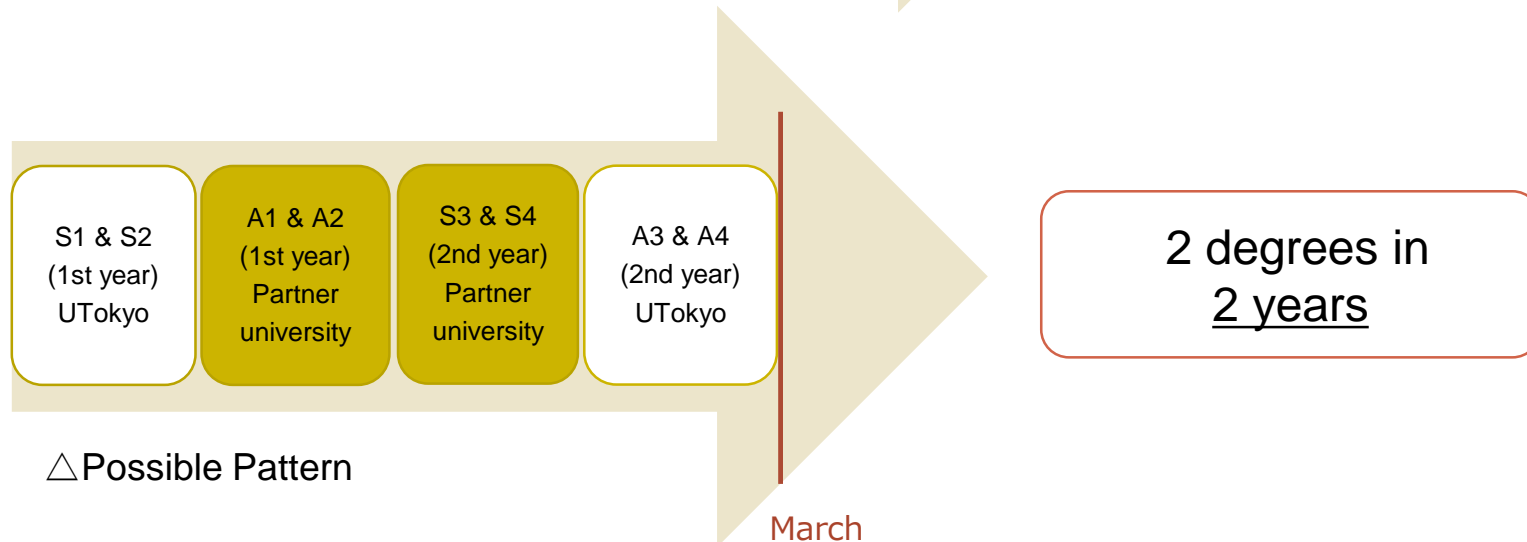 S1 & S2
(1st year)
UTokyo
A1 & A2
(1st year)
Partner
university
S3 & S4
(2nd year)
Partner
university
A3 & A4
(2nd year)
UTokyo
2 degrees in
2 years
△Possible Pattern
March